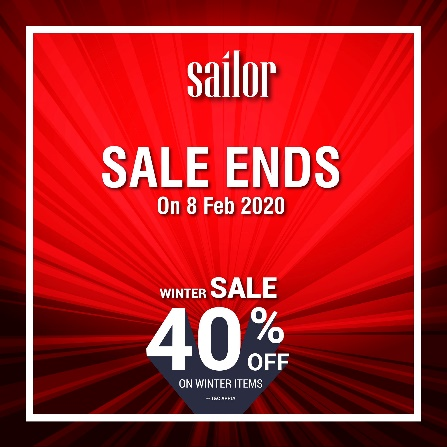 sailor
SALE ENDS
On 8 Feb 2020
WINTER SALE
40%
OFF
ON WINTER ITEMS